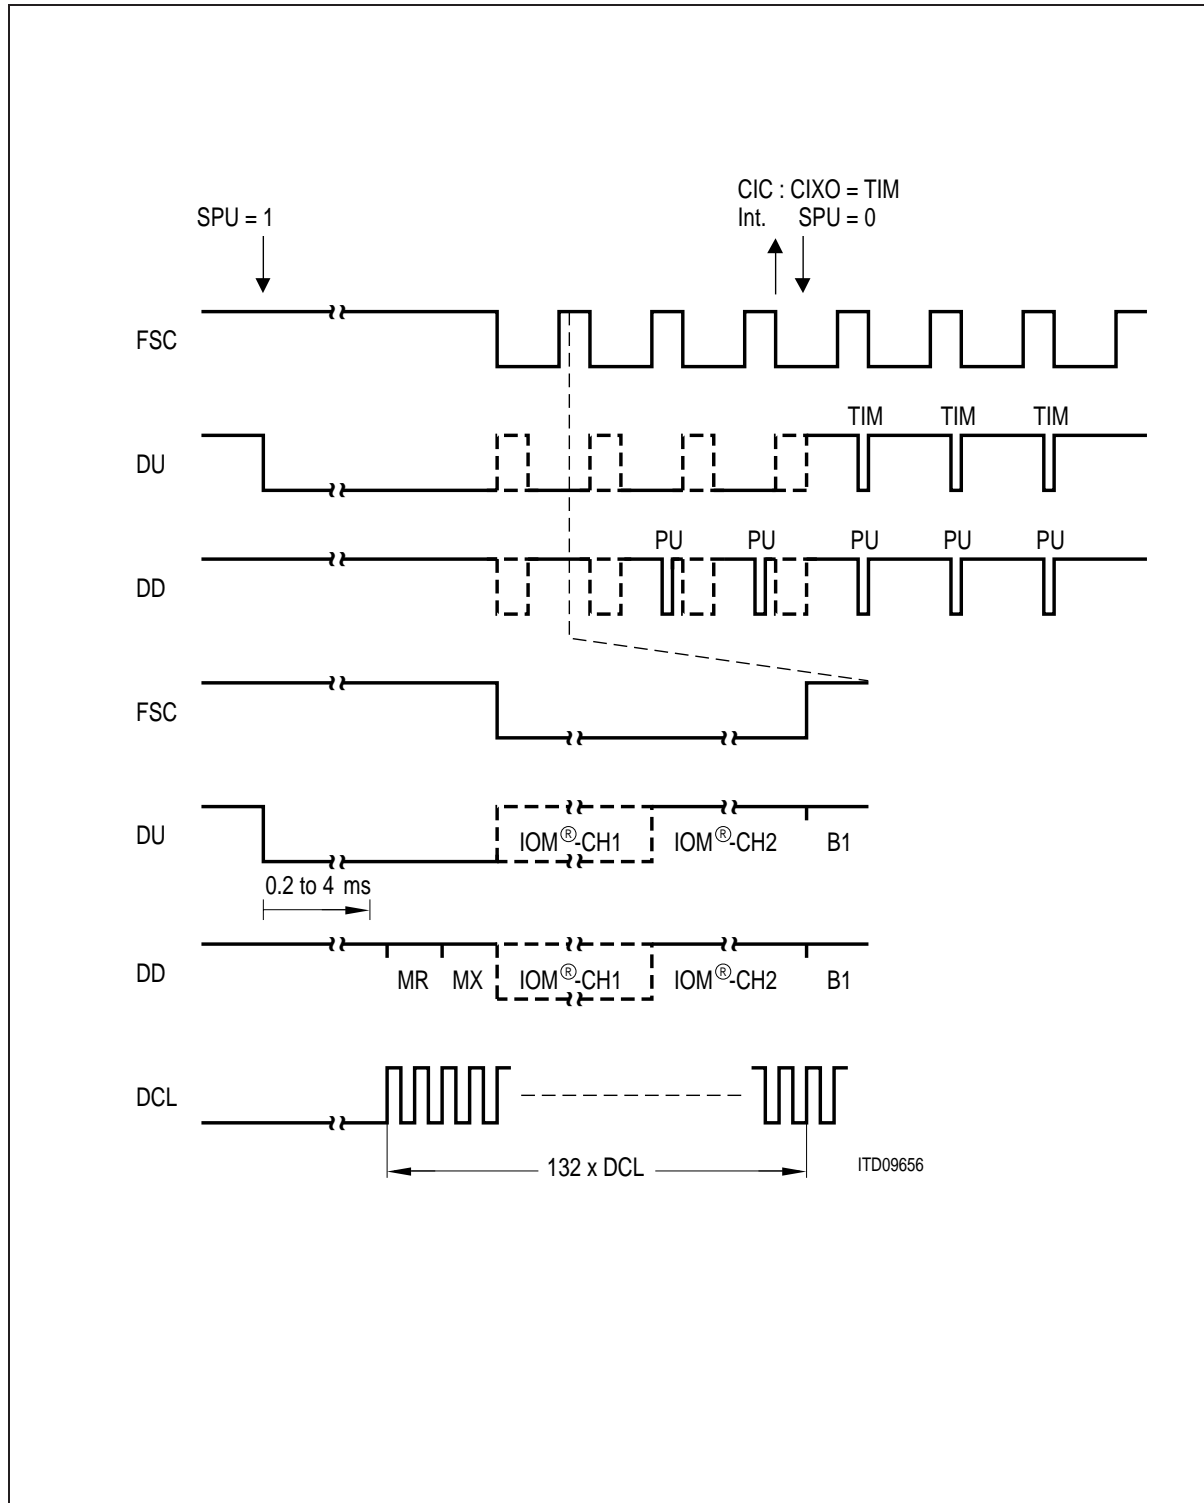 CIC : CIXO = TIM
SPU = 1
Int. SPU = 0
FSC
TIM TIM TIM
DU
PU PU PU PU PU
DD
FSC
DU
IOM®-CH1 IOM®-CH2 B1
0.2 to 4 ms
DD
MR MX IOM®-CH1 IOM®-CH2 B1
DCL
132 x DCL
ITD09656